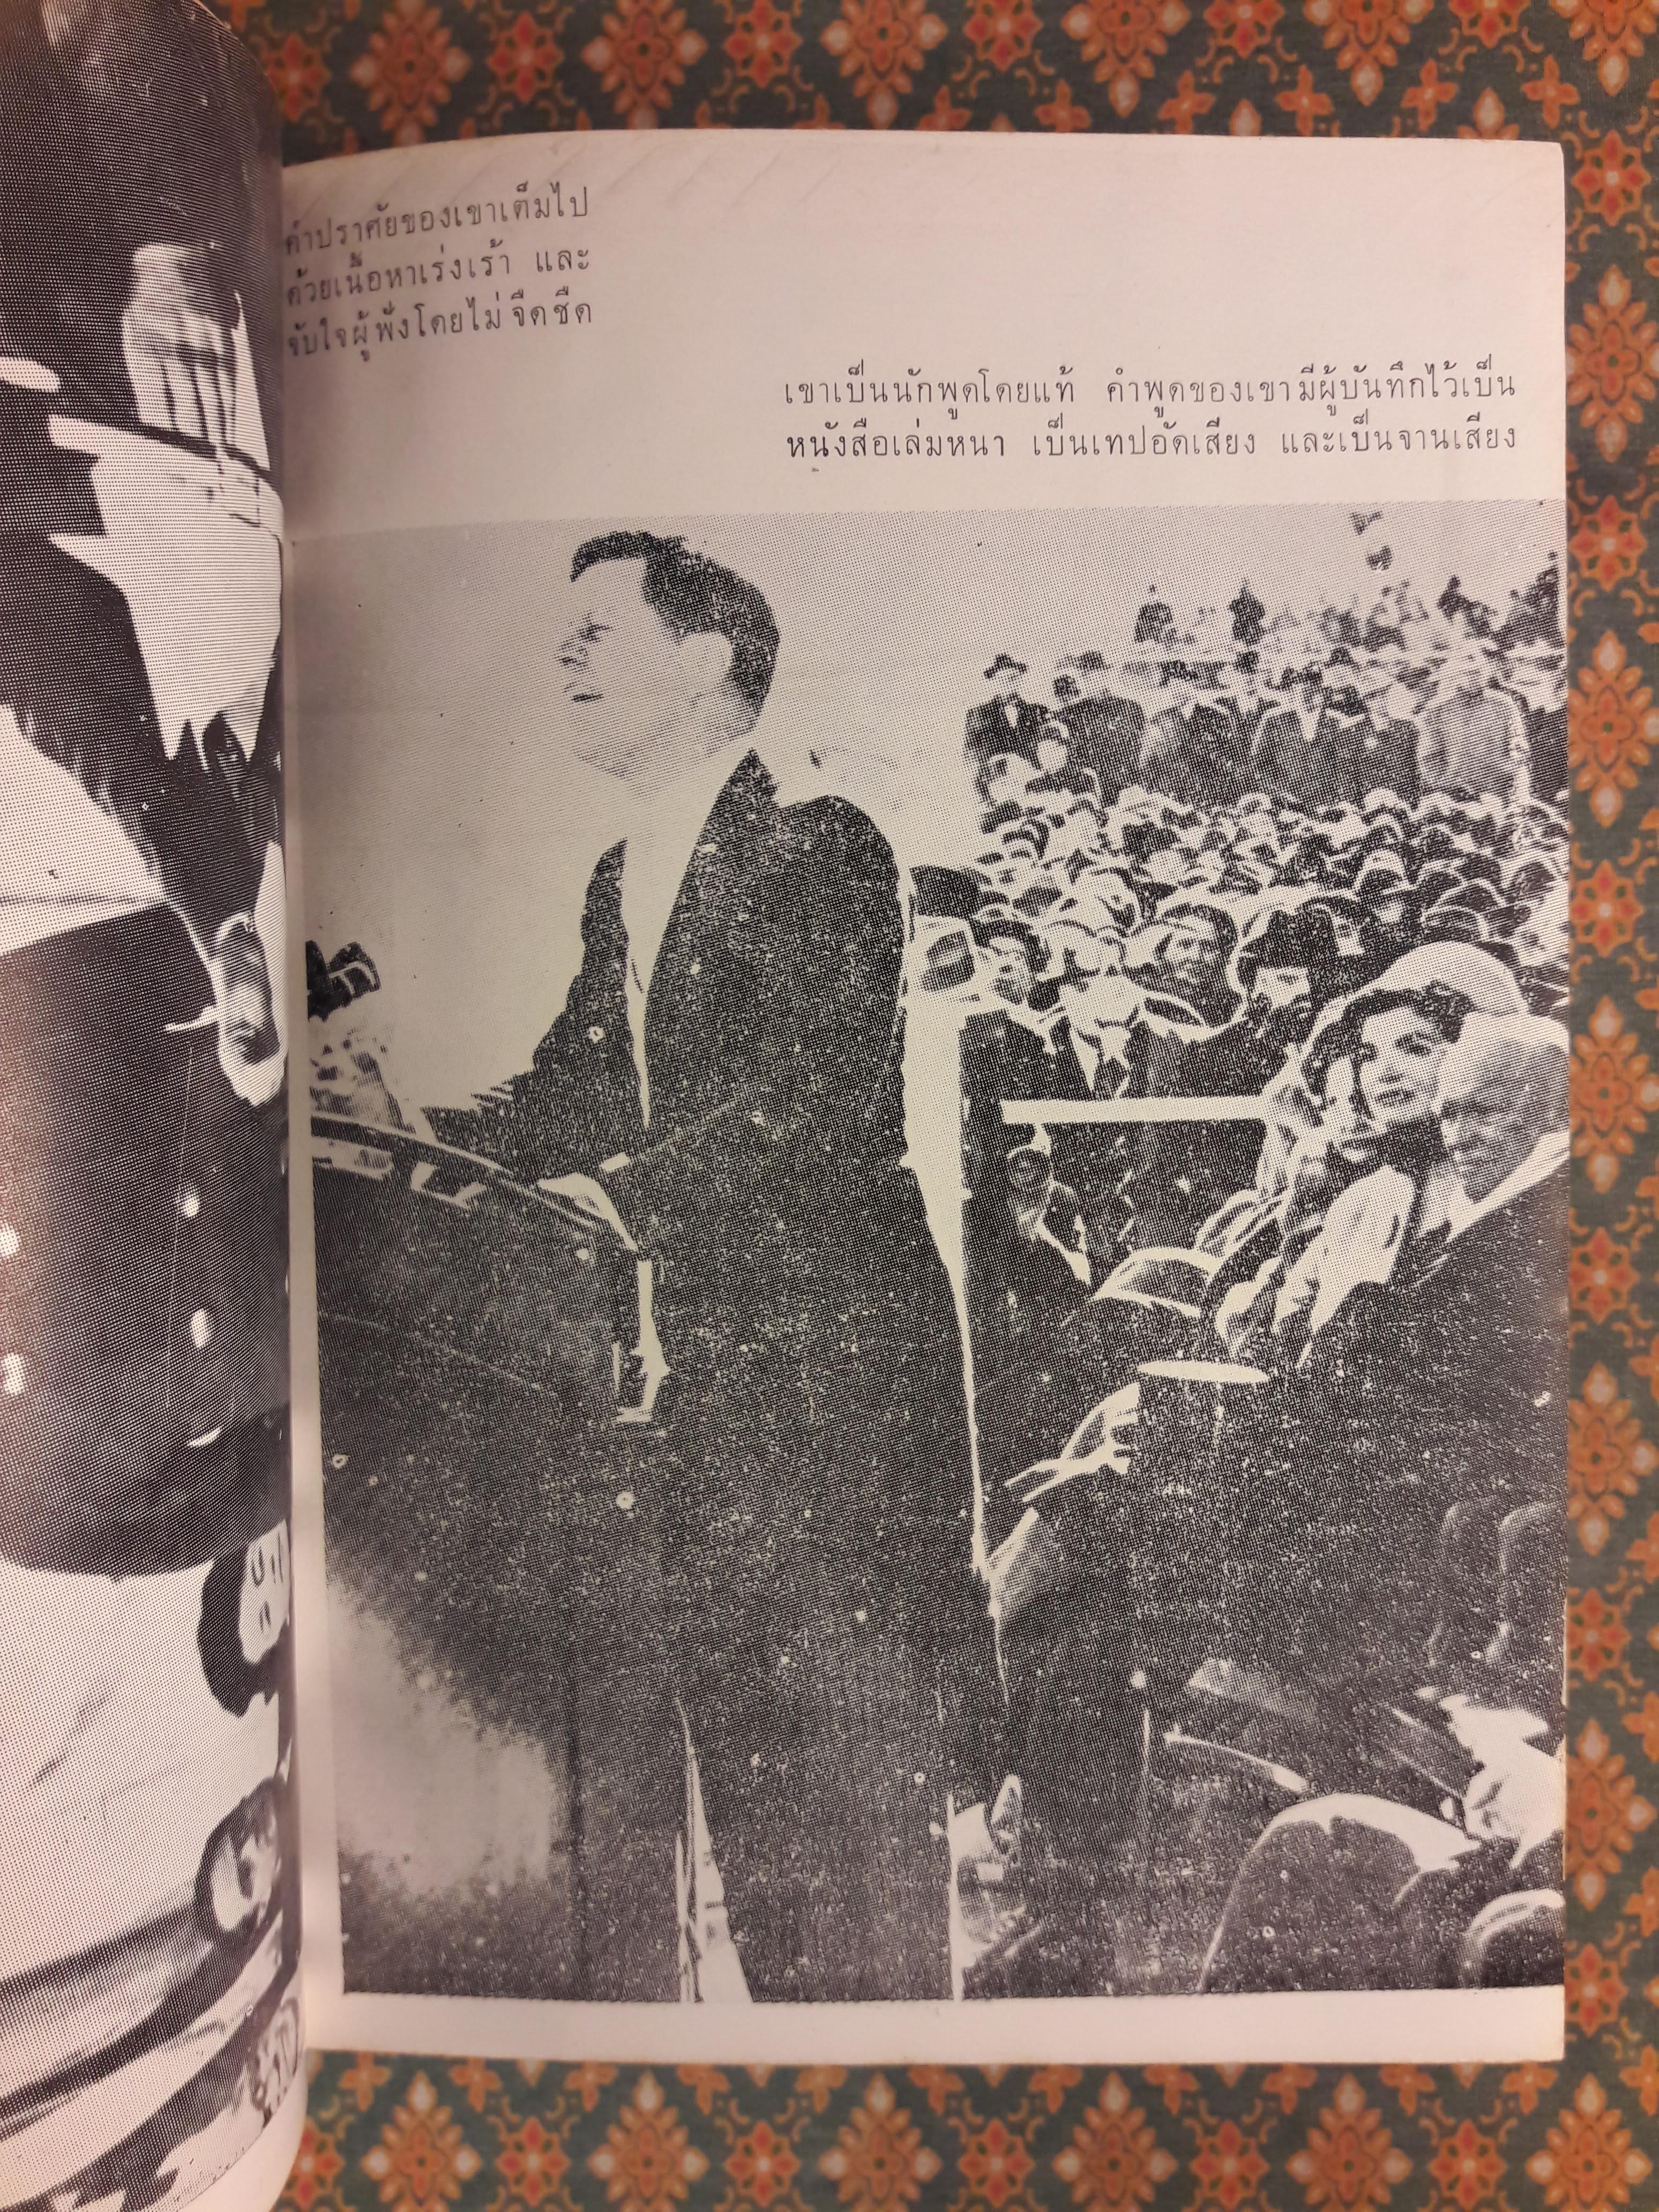 คำปราศัยของเขาเต็มไป
ด้วยเนื้อหาเร่งเร้า และ
จับใจผู้ฟังโดยไม่จืดชืด
เขาเป็นนักพูดโดยแท้ คำพูดของเขามีผู้บันทึกไว้เป็น
หนังสือเล่มหนา เป็นเทปอัดเสียง และเป็นจานเสียง